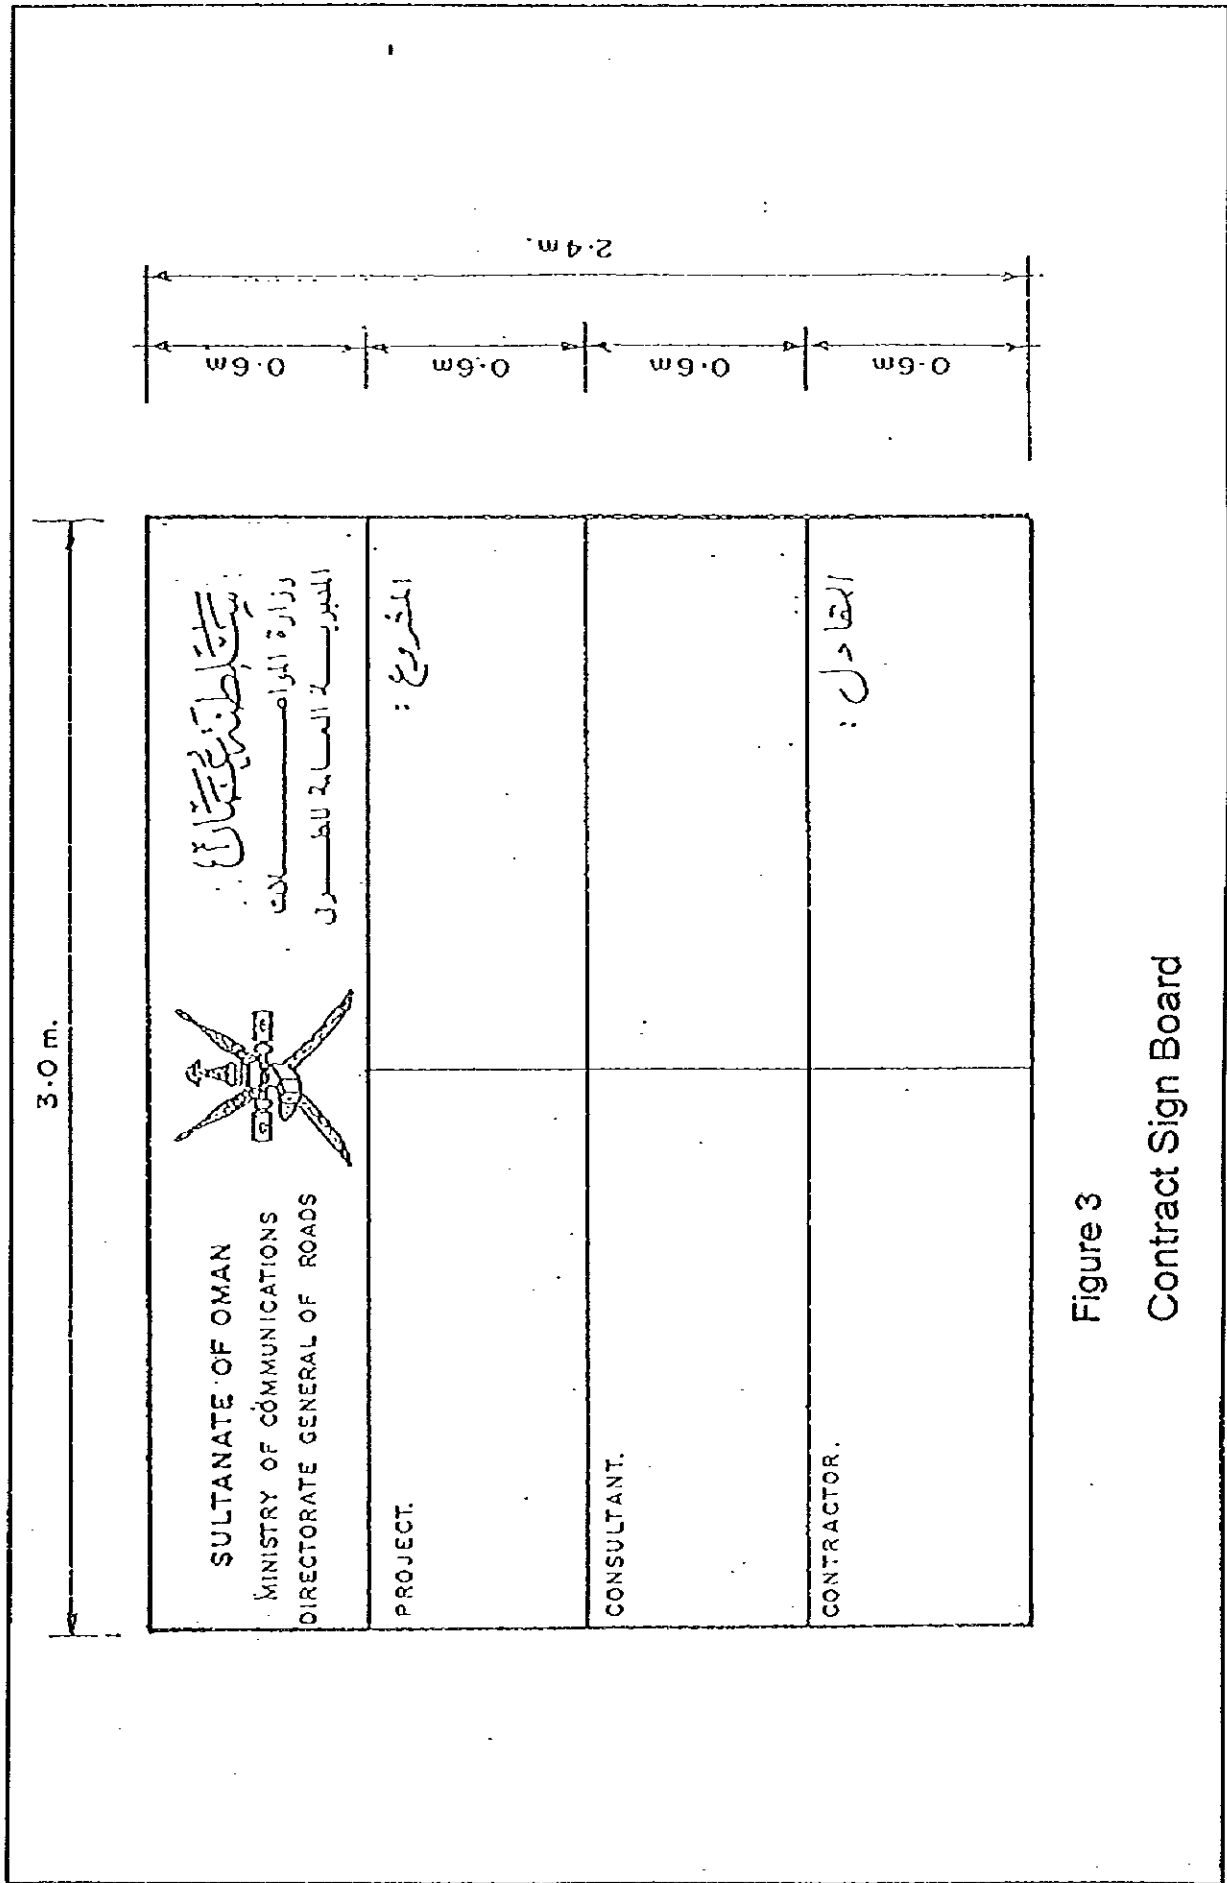 3.0 m.
SULTANATE OF OMAN
MINISTRY OF COMMUNICATIONS
DIRECTORATE GENERAL OF ROADS
سلطنة عمان
وزارة المواصلات
المديرية العامة للطرق
PROJECT.
المشروع :
CONSULTANT.
CONTRACTOR.
المقاول :
0.6m
0.6m
0.6m
0.6m
2.4m.
Figure 3
Contract Sign Board